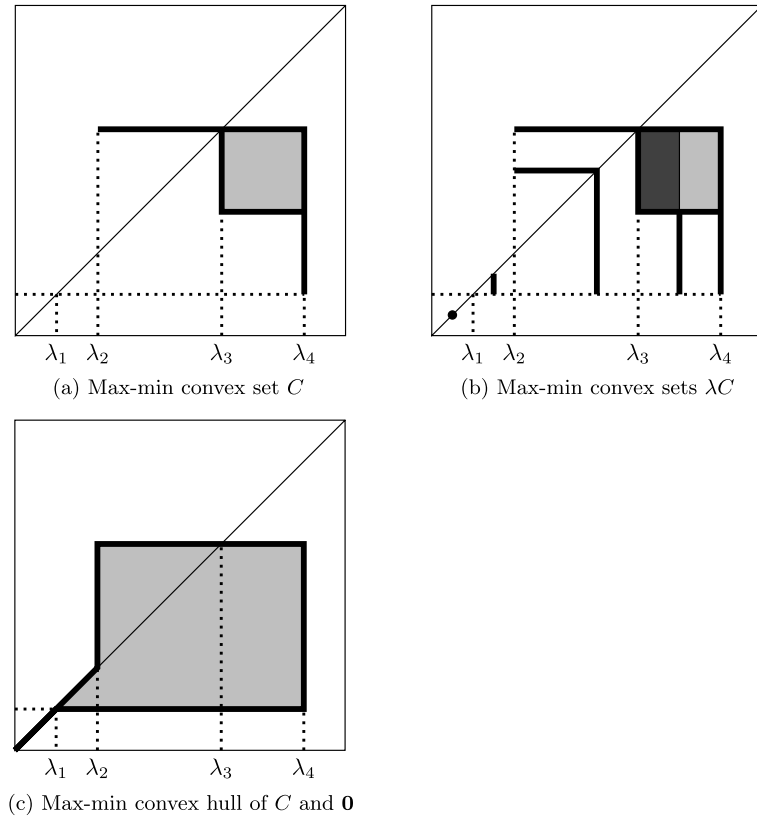 λ₁ λ₂ λ₃ λ₄
(a) Max-min convex set C
λ₁ λ₂ λ₃ λ₄
(b) Max-min convex sets λC
λ₁ λ₂ λ₃ λ₄
(c) Max-min convex hull of C and 0